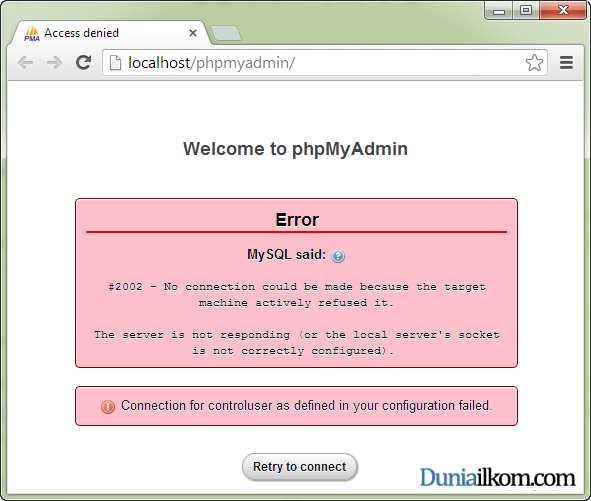 PMA
Access denied
localhost/phpmyadmin/
Welcome to phpMyAdmin
Error
MySQL said:
#2002 - No connection could be made because the target
machine actively refused it.
The server is not responding (or the local server's socket
is not correctly configured).
Connection for controluser as defined in your configuration failed.
Retry to connect
Duniailkom.com